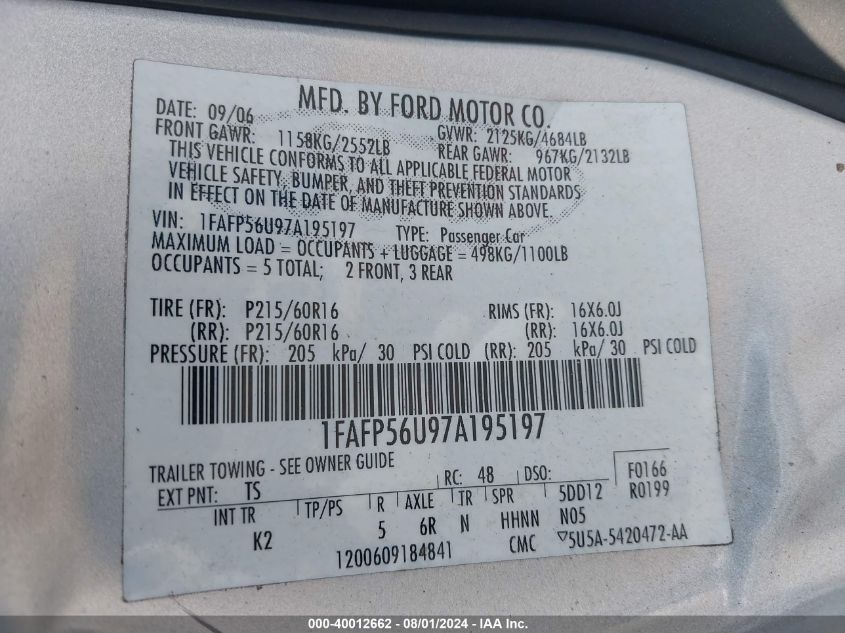 MFD. BY FORD MOTOR CO.
DATE: 09/06 GVWR: 2125KG/4684LB
FRONT GAWR: 1158KG/2552LB REAR GAWR: 967KG/2132LB
THIS VEHICLE CONFORMS TO ALL APPLICABLE FEDERAL MOTOR
VEHICLE SAFETY, BUMPER, AND THEFT PREVENTION STANDARDS
IN EFFECT ON THE DATE OF MANUFACTURE SHOWN ABOVE.
VIN: 1FAFP56U97A195197 TYPE: Passenger Car
MAXIMUM LOAD = OCCUPANTS + LUGGAGE = 498KG/1100LB
OCCUPANTS = 5 TOTAL; 2 FRONT, 3 REAR
TIRE (FR): P215/60R16 RIMS (FR): 16X6.0J
(RR): P215/60R16 (RR): 16X6.0J
PRESSURE (FR): 205 kPa/ 30 PSI COLD (RR): 205 kPa/ 30 PSI COLD
1FAFP56U97A195197
TRAILER TOWING - SEE OWNER GUIDE
EXT PNT: TS RC: 48 DSO: F0166
INT TR TP/PS R AXLE TR SPR 5DD12 R0199
K2 5 6R N HHNN N05
1200609184841 CMC ▽5U5A-5420472-AA
000-40012662 - 08/01/2024 - IAAI.com - Copyright © 2024 IAA, Inc.